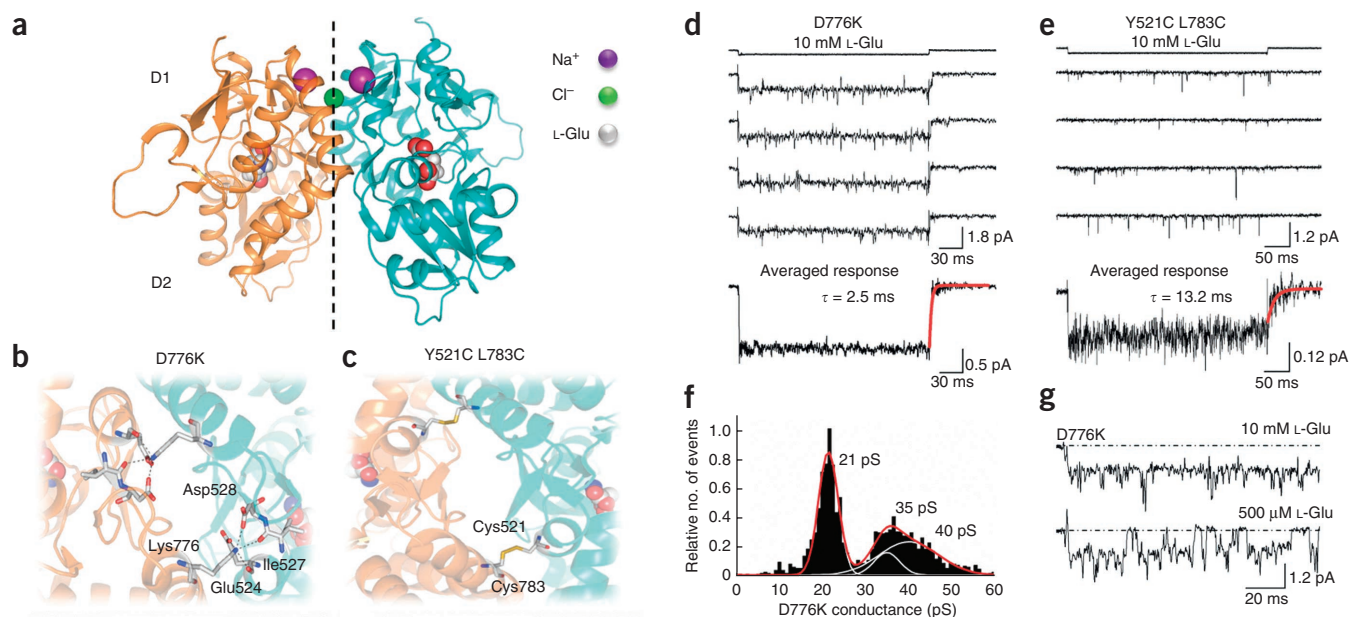 a
D1
D2
Na⁺
Cl⁻
L-Glu
b
D776K
Asp528
Lys776
Ile527
Glu524
c
Y521C L783C
Cys521
Cys783
d
D776K
10 mM L-Glu
1.8 pA
30 ms
Averaged response
τ = 2.5 ms
0.5 pA
30 ms
e
Y521C L783C
10 mM L-Glu
1.2 pA
50 ms
Averaged response
τ = 13.2 ms
0.12 pA
50 ms
f
Relative no. of events
1.0
0.8
0.6
0.4
0.2
0
21 pS
35 pS
40 pS
0 10 20 30 40 50 60
D776K conductance (pS)
g
D776K
10 mM L-Glu
500 μM L-Glu
1.2 pA
20 ms